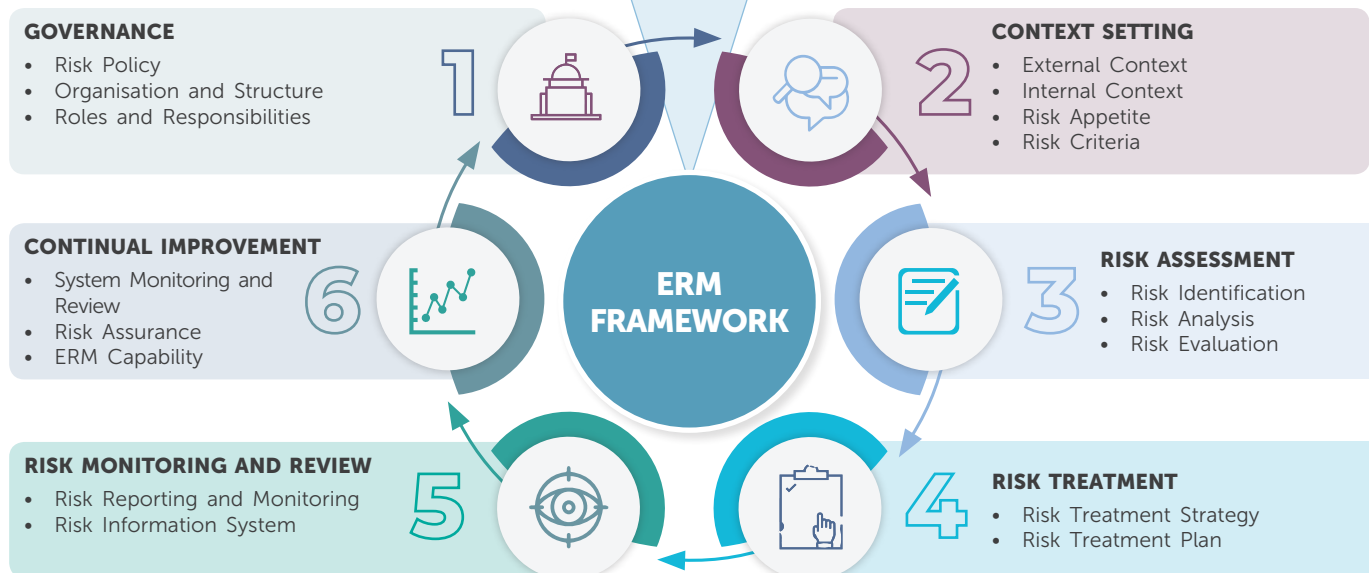 GOVERNANCE
• Risk Policy
• Organisation and Structure
• Roles and Responsibilities
1
2
CONTEXT SETTING
• External Context
• Internal Context
• Risk Appetite
• Risk Criteria
3
RISK ASSESSMENT
• Risk Identification
• Risk Analysis
• Risk Evaluation
4
RISK TREATMENT
• Risk Treatment Strategy
• Risk Treatment Plan
RISK MONITORING AND REVIEW
• Risk Reporting and Monitoring
• Risk Information System
5
CONTINUAL IMPROVEMENT
• System Monitoring and
Review
• Risk Assurance
• ERM Capability
6
ERM
FRAMEWORK